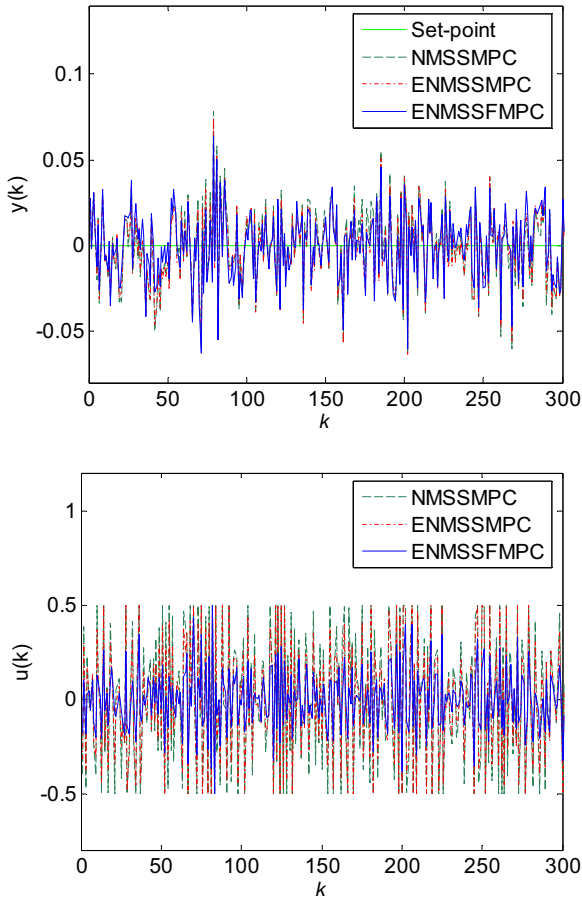 Set-point
NMSSMPC
ENMSSMPC
ENMSSFMPC
0.1
0.05
0
-0.05
y(k)
0
50
100
150
200
250
300
k
NMSSMPC
ENMSSMPC
ENMSSFMPC
1
0.5
0
-0.5
u(k)
0
50
100
150
200
250
300
k